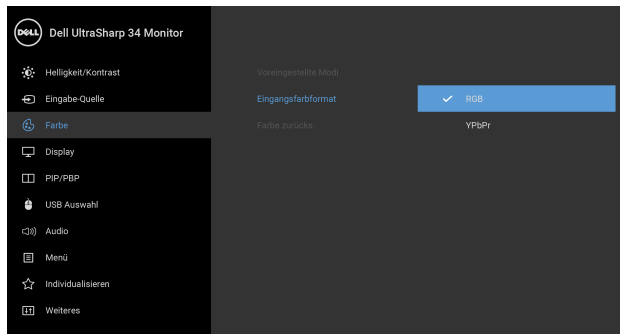 DELL Dell UltraSharp 34 Monitor
Helligkeit/Kontrast
Eingabe-Quelle
Farbe
Display
PIP/PBP
USB Auswahl
Audio
Menü
Individualisieren
Weiteres
Voreingestellte Modi
Eingangsfarbformat
Farbe zurücks.
RGB
YPbPr